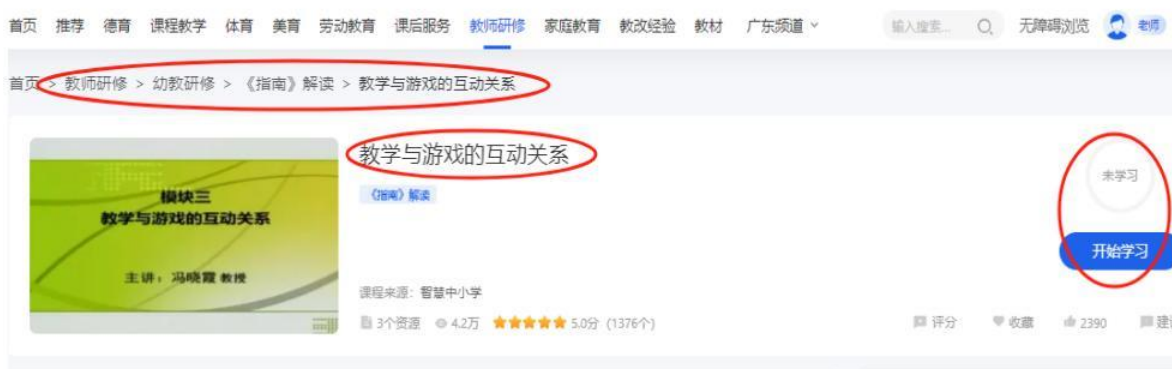 首页 推荐 德育 课程教学 体育 美育 劳动教育 课后服务 教师研修 家庭教育 教改经验 教材 广东频道 输入搜索... 无障碍浏览 老师
首页 > 教师研修 > 幼教研修 > 《指南》解读 > 教学与游戏的互动关系
模块三
教学与游戏的互动关系
主讲：冯晓霞 教授
教学与游戏的互动关系
《指南》解读
课程来源：智慧中小学
3个资源 4.2万 5.0分 (1376个)
未学习
开始学习
评分 收藏 2390 建